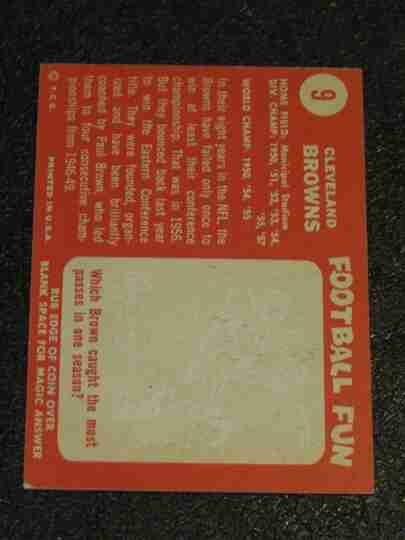 9
CLEVELAND
BROWNS
HOME FIELD: Municipal Stadium
DIV CHAMP: 1950, '51, '52, '53, '54,
'55, '57
WORLD CHAMP: 1950, '54, '55
In their eight years in the NFL the
Browns have failed only once to
win at least their conference
championship. That was in 1956.
But they bounced back last year
to win the Eastern Conference
title. They were founded, organ-
ized and have been brilliantly
coached by Paul Brown, who led
them to four consecutive cham-
pionships from 1946-49.
© T.C.G.
PRINTED IN U.S.A.
FOOTBALL FUN
Which Brown caught the most
passes in one season?
RUB EDGE OF COIN OVER
BLANK SPACE FOR MAGIC ANSWER